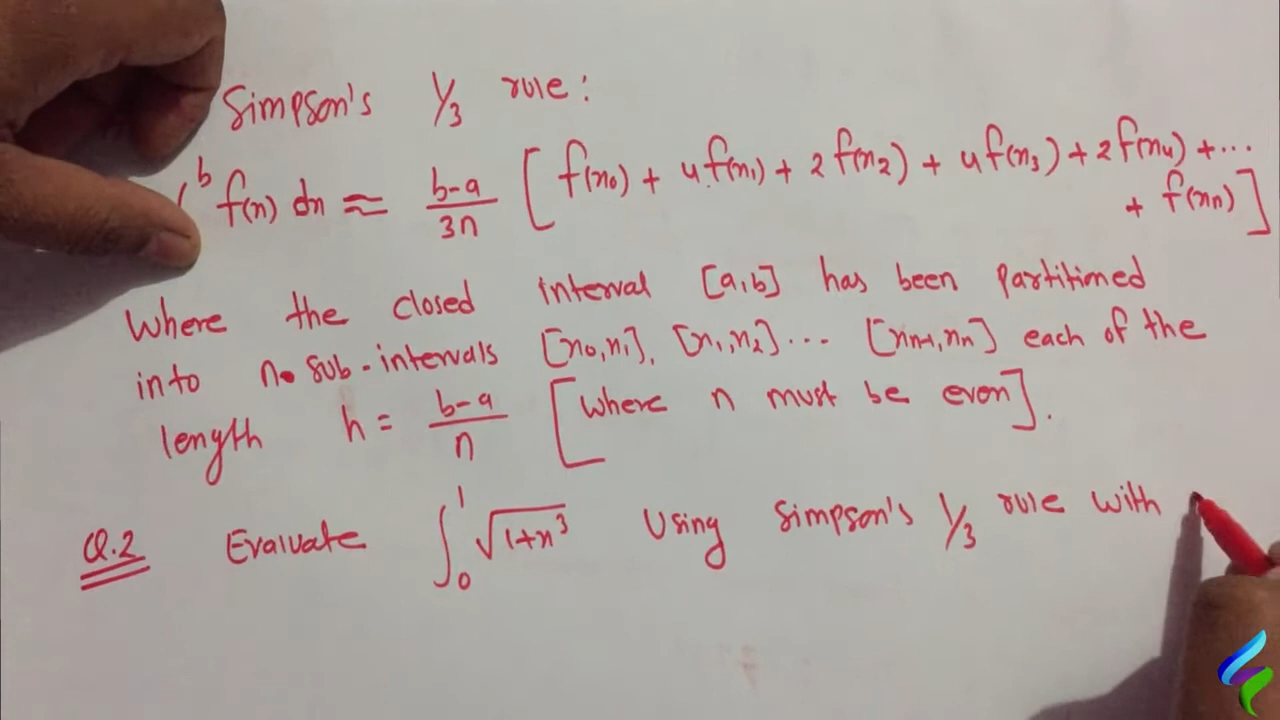 Simpson's 1/3 rule:
∫ᵇ f(x) dx ≈ (b-a)/(3n) [f(x₀) + 4f(x₁) + 2f(x₂) + 4f(x₃) + 2f(x₄) + ...
+ f(xₙ)]
Where the closed interval [a,b] has been partitioned
into n sub-intervals [x₀,x₁], [x₁,x₂] ... [xₙ₋₁,xₙ] each of the
length h = (b-a)/n [where n must be even].
Q.2 Evaluate ∫₀¹ √(1+x³) Using Simpson's 1/3 rule with